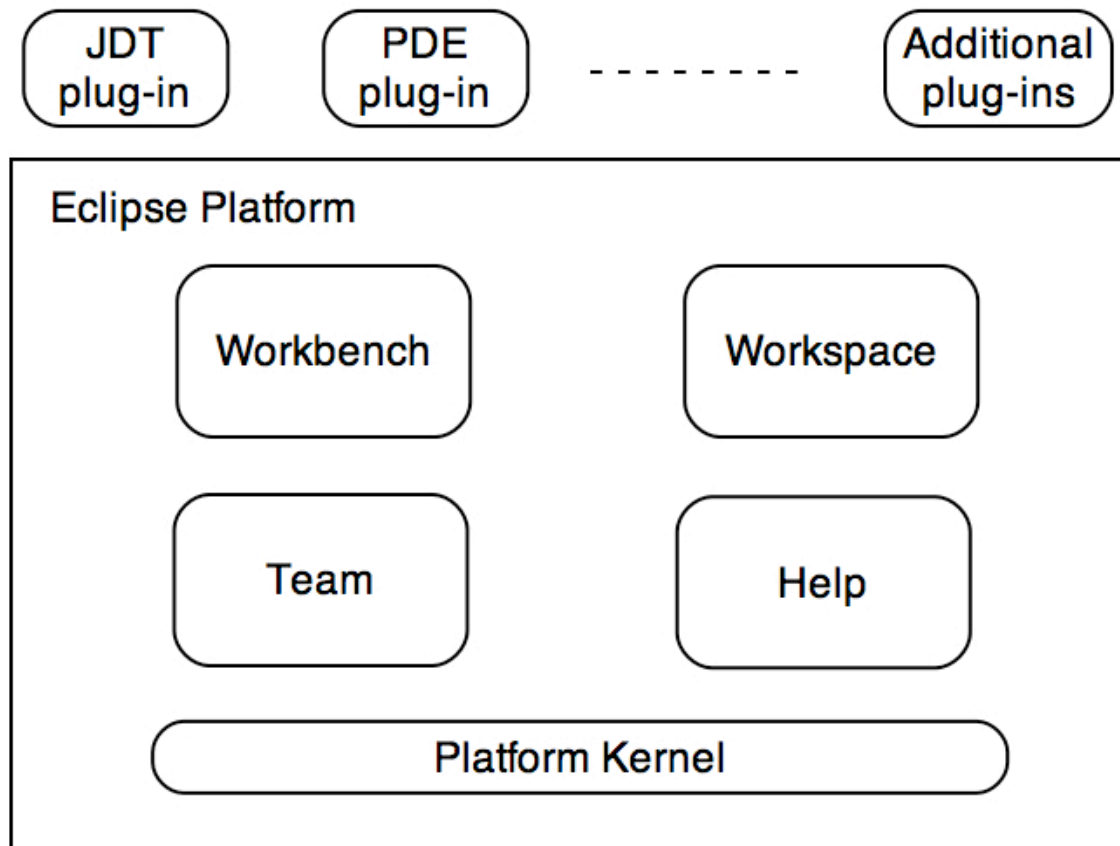 JDT
plug-in
PDE
plug-in
Additional
plug-ins
Eclipse Platform
Workbench
Workspace
Team
Help
Platform Kernel